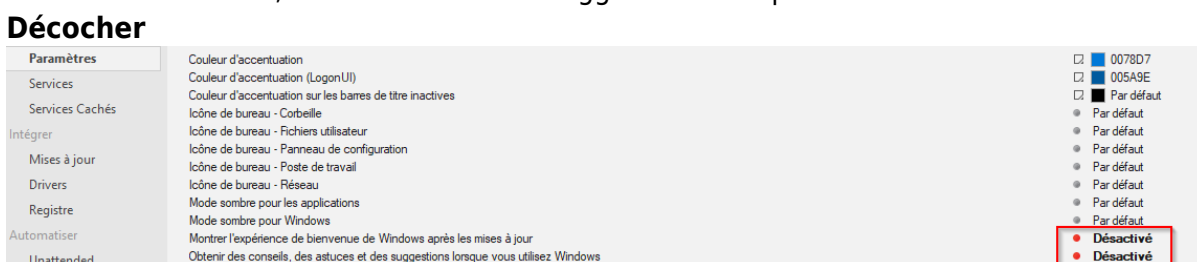 Décocher
Paramètres
Services
Services Cachés
Intégrer
Mises à jour
Drivers
Registre
Automatiser
Unattended
Couleur d'accentuation 0078D7
Couleur d'accentuation (LogonUI) 005A9E
Couleur d'accentuation sur les barres de titre inactives Par défaut
Icône de bureau - Corbeille Par défaut
Icône de bureau - Fichiers utilisateur Par défaut
Icône de bureau - Panneau de configuration Par défaut
Icône de bureau - Poste de travail Par défaut
Icône de bureau - Réseau Par défaut
Mode sombre pour les applications Par défaut
Mode sombre pour Windows Par défaut
Montrer l'expérience de bienvenue de Windows après les mises à jour Désactivé
Obtenir des conseils, des astuces et des suggestions lorsque vous utilisez Windows Désactivé